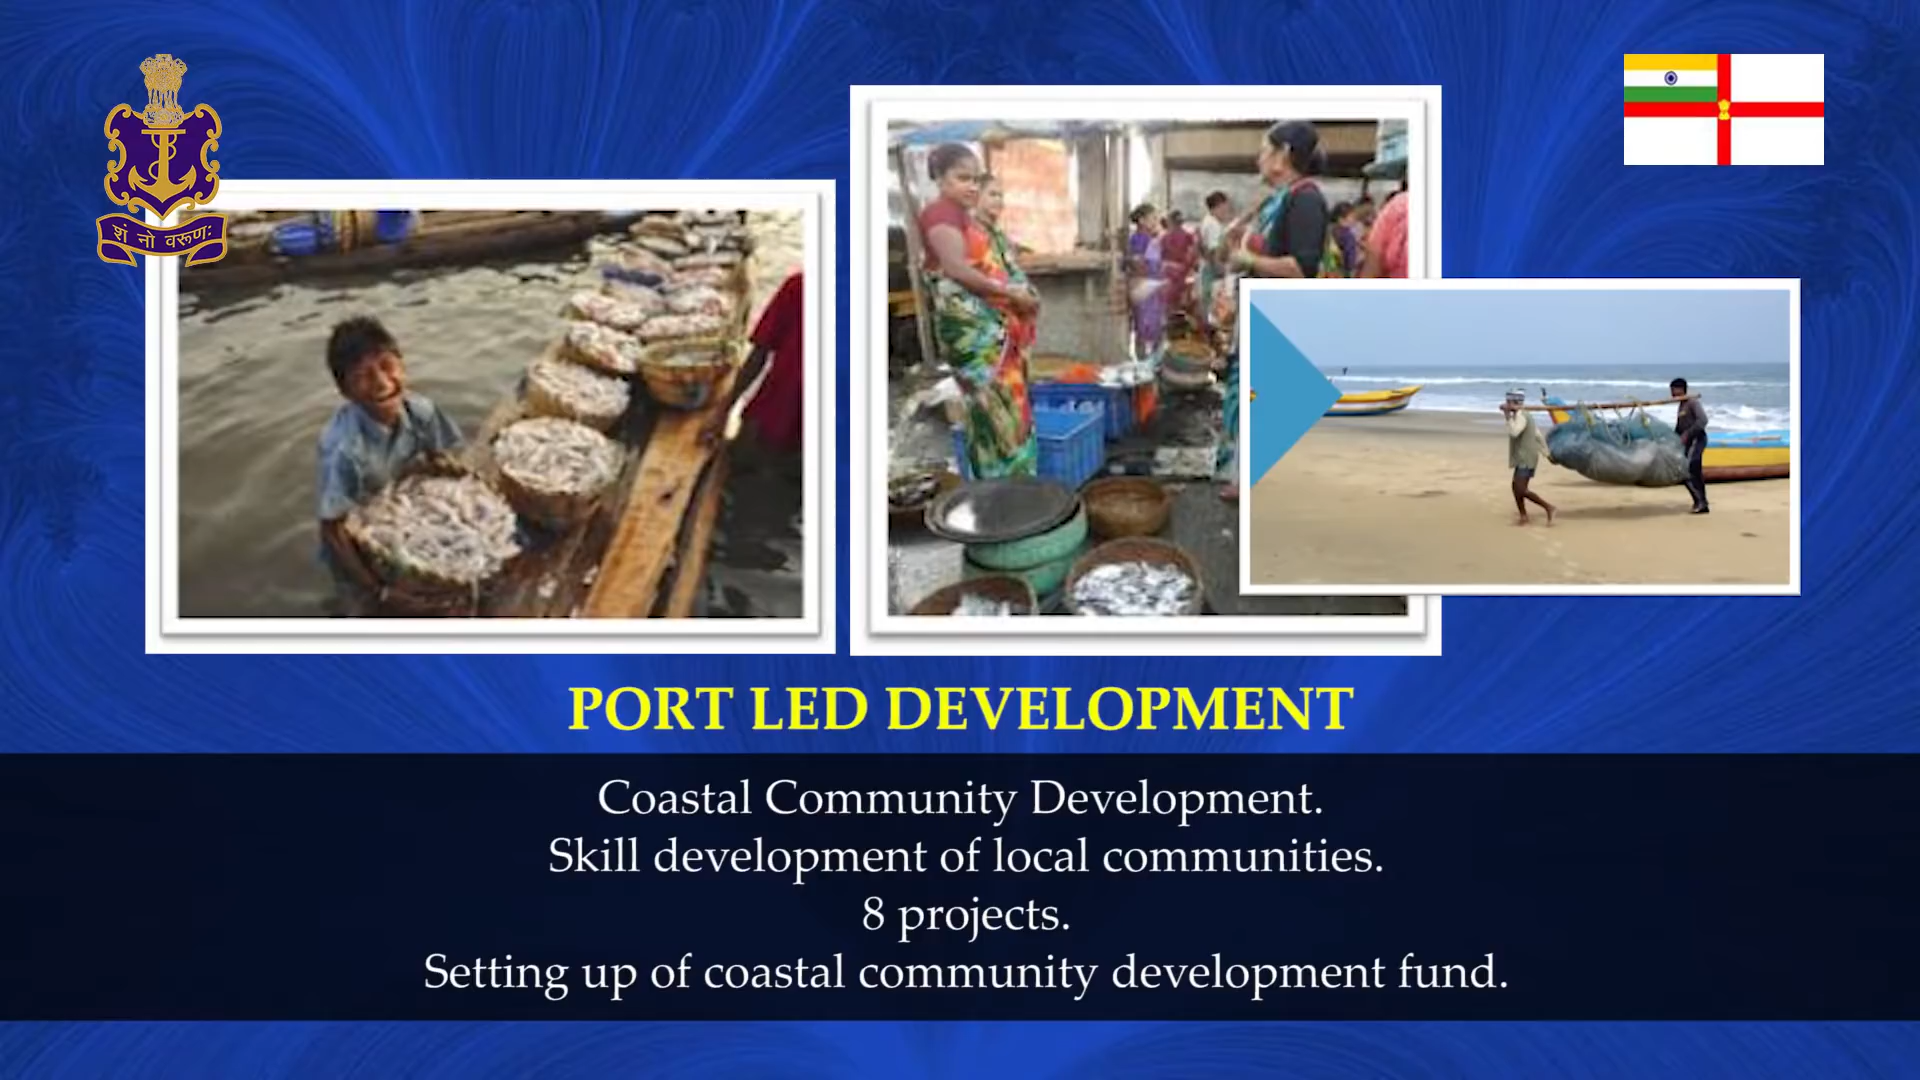 शं नो वरूणः
PORT LED DEVELOPMENT
Coastal Community Development.
Skill development of local communities.
8 projects.
Setting up of coastal community development fund.